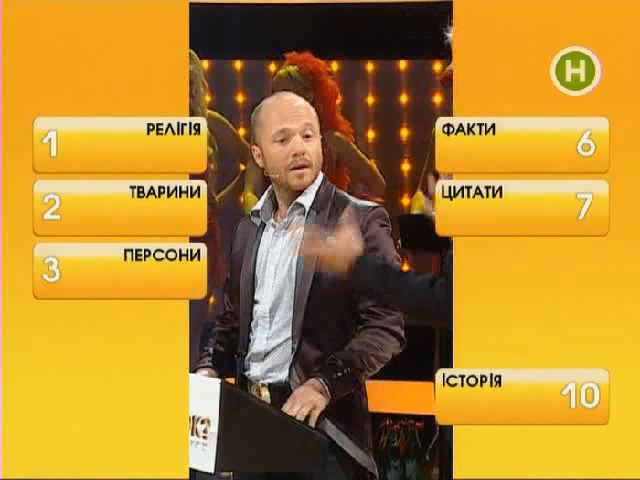 Н
1 РЕЛІГІЯ
2 ТВАРИНИ
3 ПЕРСОНИ
ФАКТИ 6
ЦИТАТИ 7
ІСТОРІЯ 10